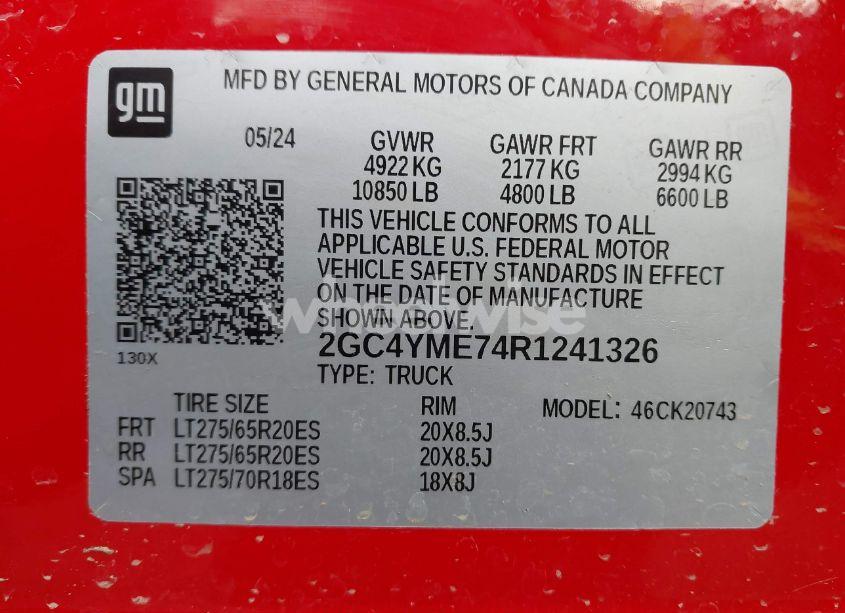 gm
MFD BY GENERAL MOTORS OF CANADA COMPANY
05/24 GVWR GAWR FRT GAWR RR
4922 KG 2177 KG 2994 KG
10850 LB 4800 LB 6600 LB
THIS VEHICLE CONFORMS TO ALL
APPLICABLE U.S. FEDERAL MOTOR
VEHICLE SAFETY STANDARDS IN EFFECT
ON THE DATE OF MANUFACTURE
SHOWN ABOVE.
130X
2GC4YME74R1241326
TYPE: TRUCK
TIRE SIZE RIM MODEL: 46CK20743
FRT LT275/65R20ES 20X8.5J
RR LT275/65R20ES 20X8.5J
SPA LT275/70R18ES 18X8J